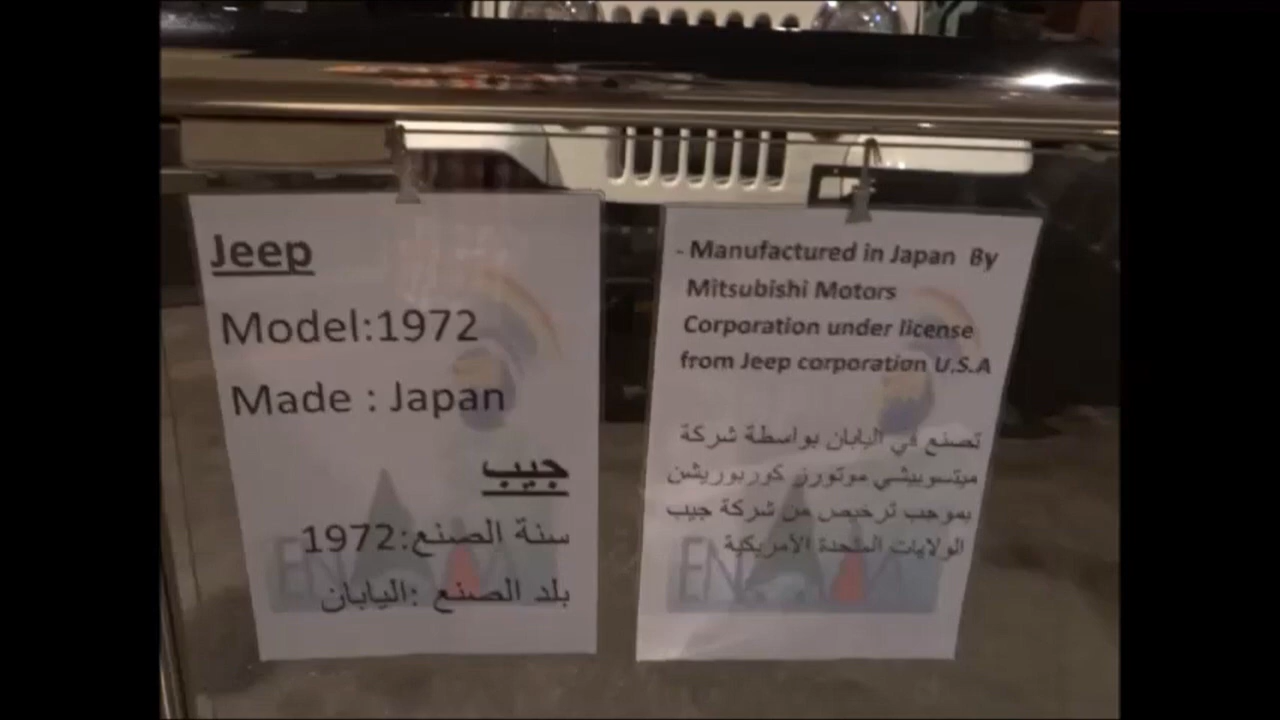 Jeep
Model:1972
Made : Japan
جيب
سنة الصنع:1972
بلد الصنع :اليابان
- Manufactured in Japan By
Mitsubishi Motors
Corporation under license
from Jeep corporation U.S.A
تصنع في اليابان بواسطة شركة
ميتسوبيشي موتورز كوربوريشن
بموجب ترخيص من شركة جيب
الولايات المتحدة الأمريكية